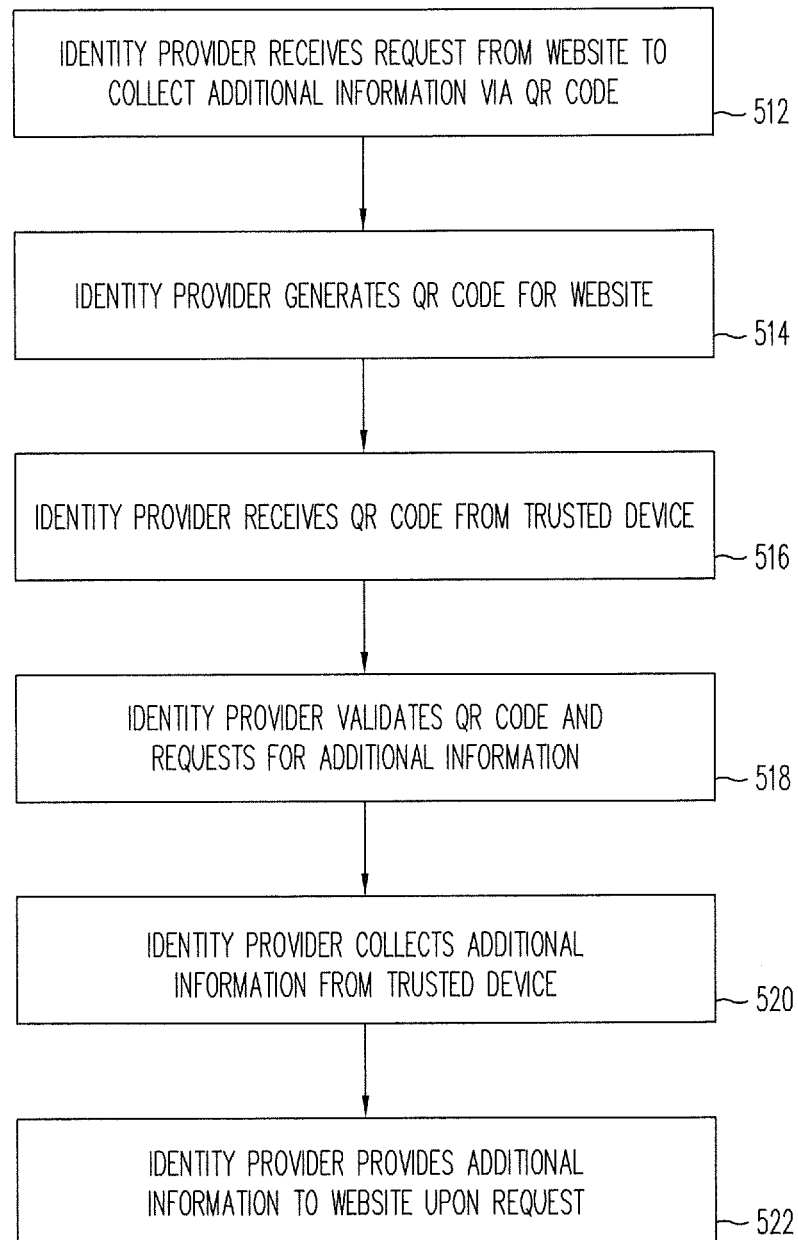 IDENTITY PROVIDER RECEIVES REQUEST FROM WEBSITE TO
COLLECT ADDITIONAL INFORMATION VIA QR CODE
512
IDENTITY PROVIDER GENERATES QR CODE FOR WEBSITE
514
IDENTITY PROVIDER RECEIVES QR CODE FROM TRUSTED DEVICE
516
IDENTITY PROVIDER VALIDATES QR CODE AND
REQUESTS FOR ADDITIONAL INFORMATION
518
IDENTITY PROVIDER COLLECTS ADDITIONAL
INFORMATION FROM TRUSTED DEVICE
520
IDENTITY PROVIDER PROVIDES ADDITIONAL
INFORMATION TO WEBSITE UPON REQUEST
522